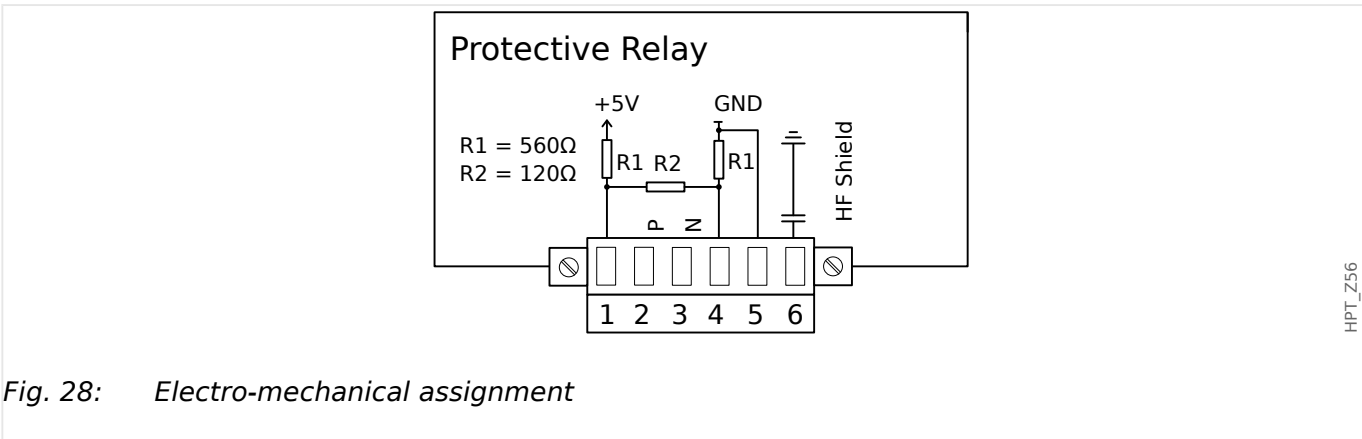 Protective Relay
+5V
GND
R1 = 560Ω
R2 = 120Ω
R1
R2
R1
HF Shield
P
N
1 2 3 4 5 6
HPT_Z56
Fig. 28: Electro-mechanical assignment